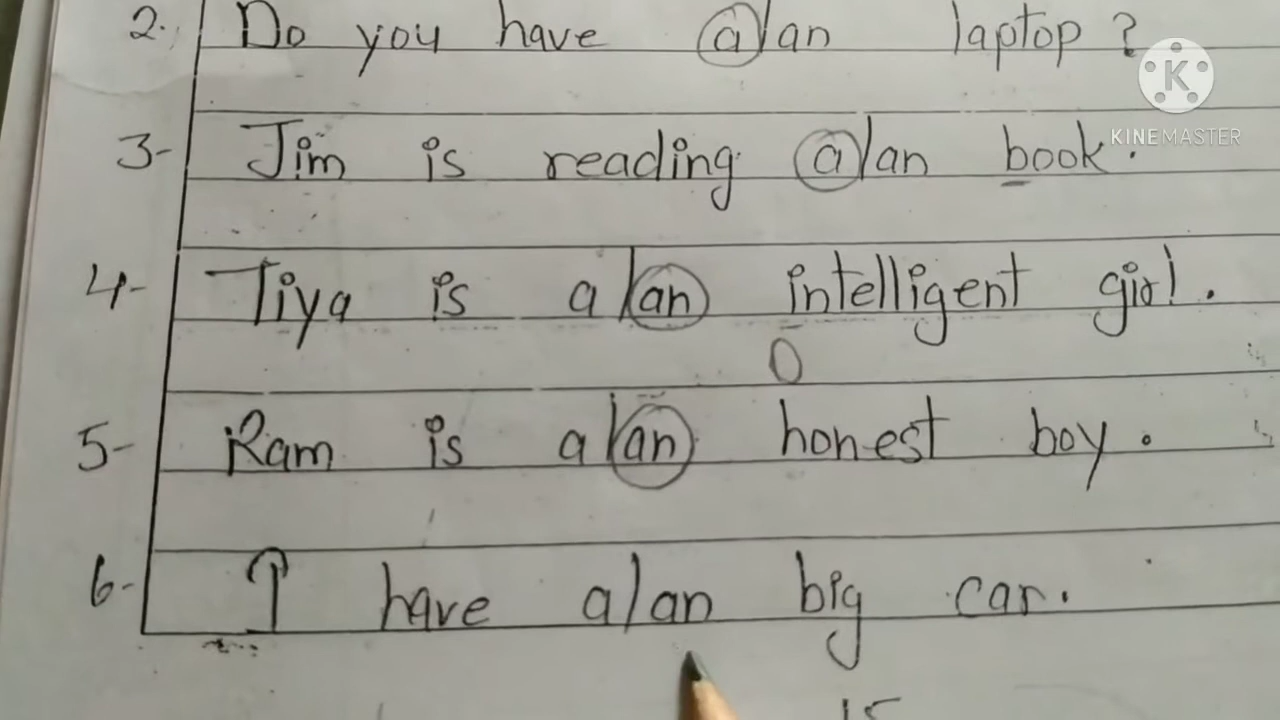 2. Do you have a/an laptop?
K
KINEMASTER
3- Jim is reading a/an book.
4- Tiya is a/an intelligent girl.
O
5- Ram is a/an honest boy.
6- I have a/an big car.